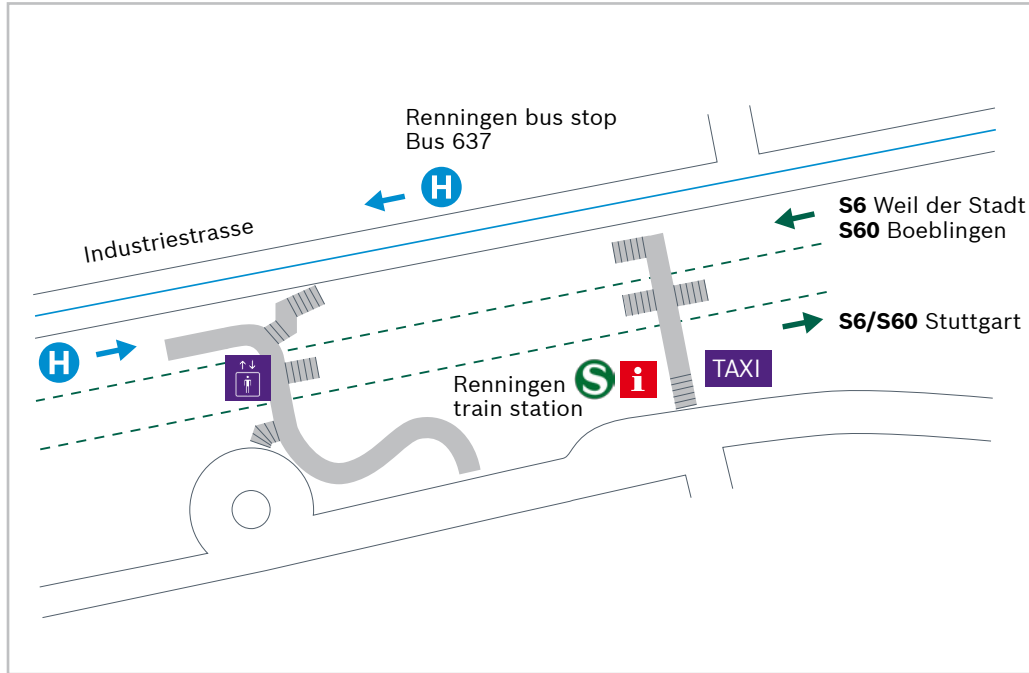 Renningen bus stop
Bus 637
H
Industriestrasse
S6 Weil der Stadt
S60 Boeblingen
H
S6/S60 Stuttgart
Renningen
train station
S
i
TAXI